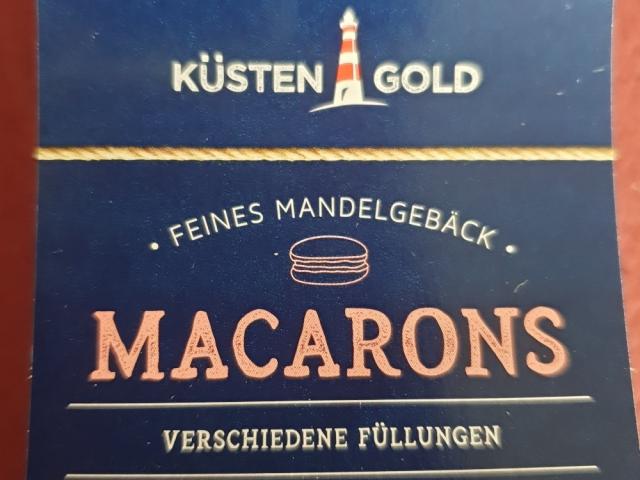 KÜSTEN GOLD
FEINES MANDELGEBÄCK
MACARONS
VERSCHIEDENE FÜLLUNGEN